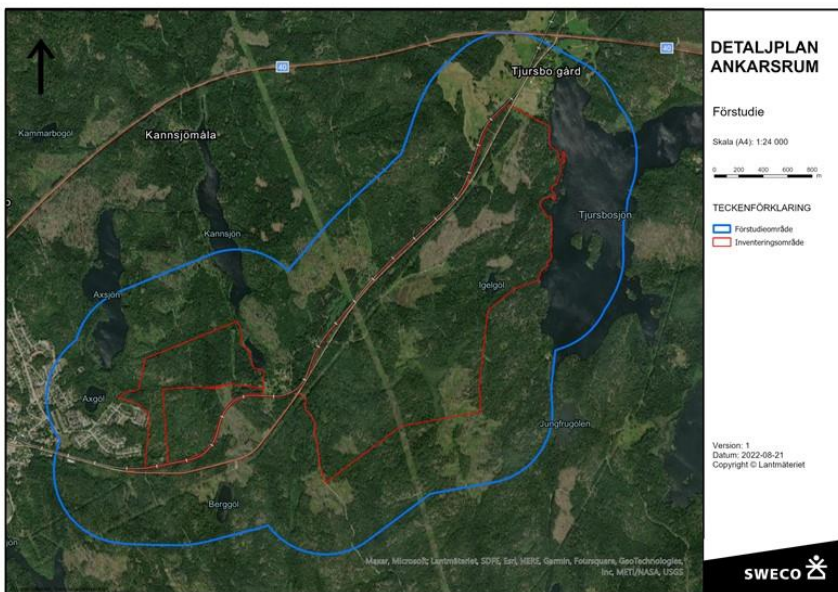 40
40
Tjursbo gård
Kannsjömåla
Kammarbogöl
Kannsjön
Tjursbosjön
Igelgöl
Axsjön
Axgöl
Jungfrugölen
Berggöl
Maxar, Microsoft, Lantmäteriet, SDFE, Esri, HERE, Garmin, Foursquare, GeoTechnologies,
Inc, METI/NASA, USGS
DETALJPLAN
ANKARSRUM
Förstudie
Skala (A4): 1:24 000
0 200 400 600 800
m
TECKENFÖRKLARING
Förstudieområde
Inventeringsområde
Version: 1
Datum: 2022-08-21
Copyright © Lantmäteriet
SWECO